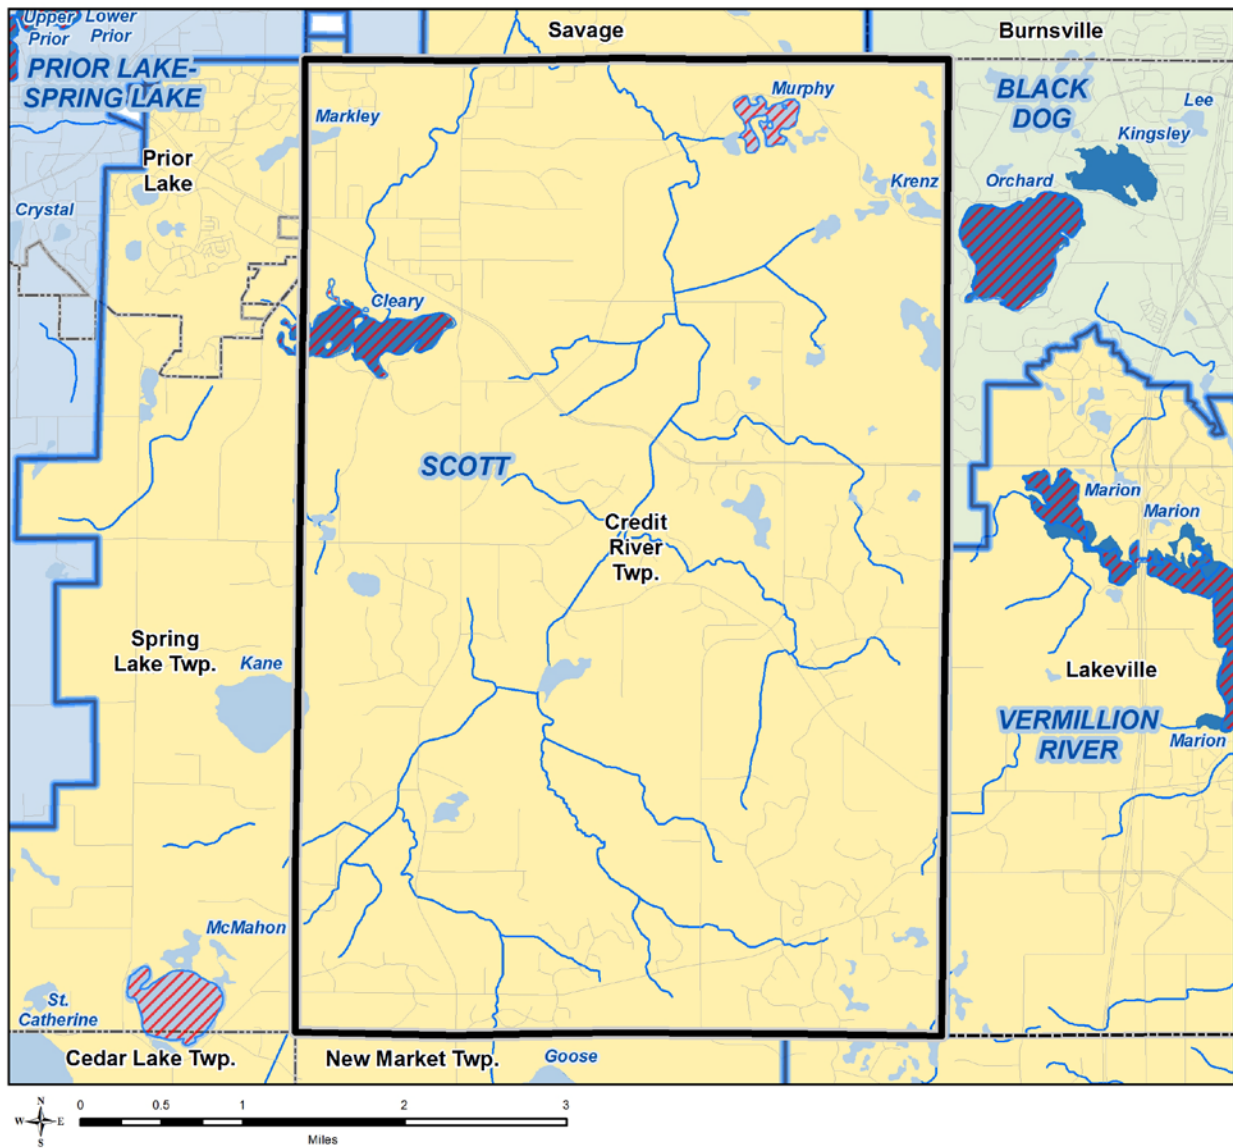 Upper
Prior
Lower
Prior
Savage
Burnsville
PRIOR LAKE-
SPRING LAKE
Markley
Murphy
BLACK
DOG
Lee
Kingsley
Prior
Lake
Krenz
Orchard
Crystal
Cleary
SCOTT
Marion
Marion
Credit
River
Twp.
Spring
Lake Twp.
Kane
Lakeville
VERMILLION
RIVER
Marion
McMahon
St.
Catherine
Cedar Lake Twp.
New Market Twp.
Goose
N
W E
S
0 0.5 1 2 3
Miles